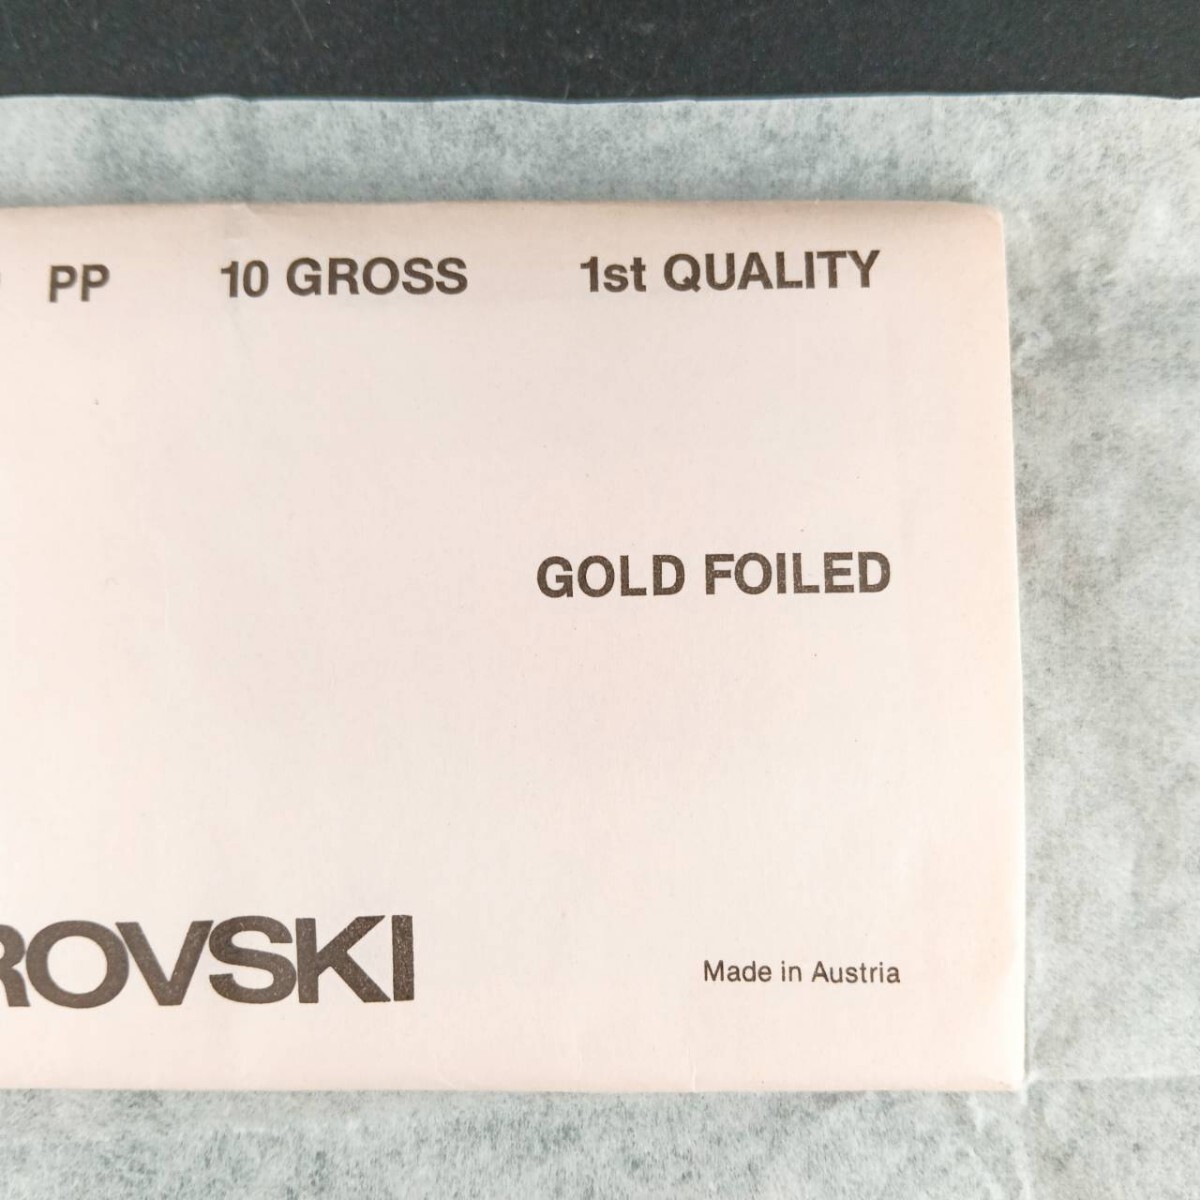 PP 10 GROSS 1st QUALITY
GOLD FOILED
ROVSKI
Made in Austria